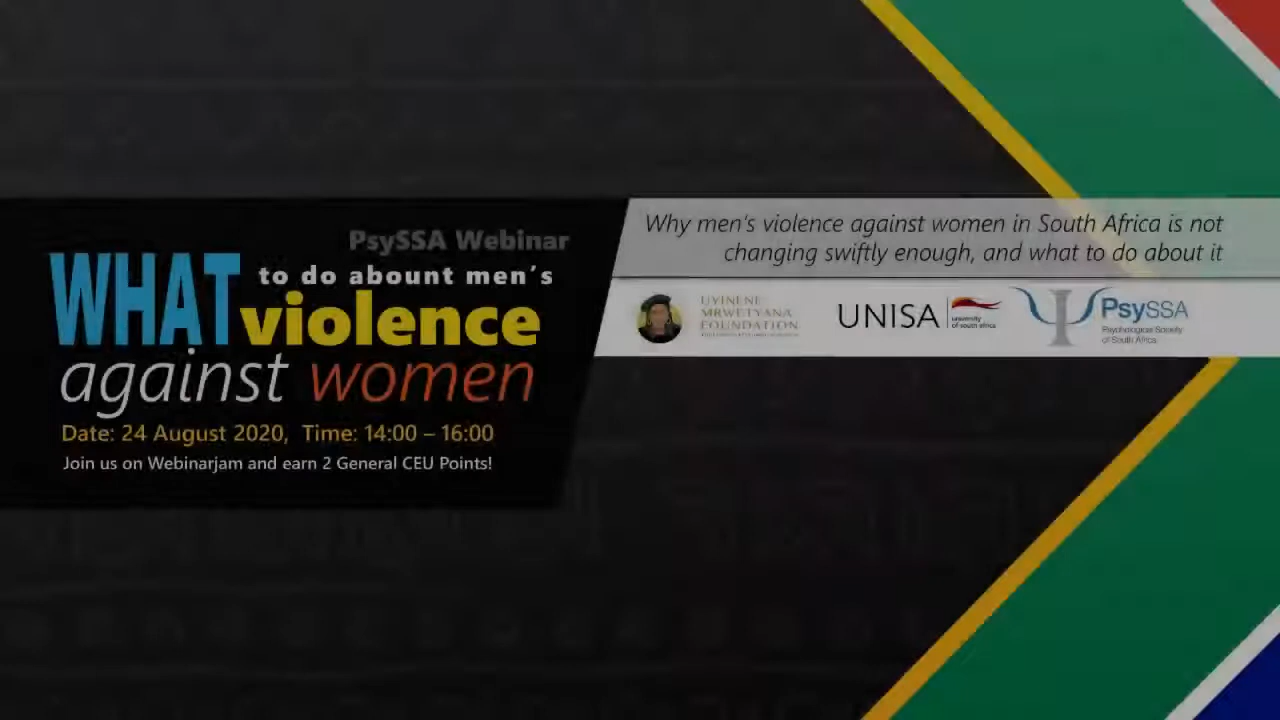 PsySSA Webinar
WHAT to do abount men's
violence
against women
Date: 24 August 2020, Time: 14:00 – 16:00
Join us on Webinarjam and earn 2 General CEU Points!
Why men's violence against women in South Africa is not
changing swiftly enough, and what to do about it
UYINENE
MRWETYANA
FOUNDATION
UNISA
university
of south africa
PsySSA
Psychological Society
of South Africa